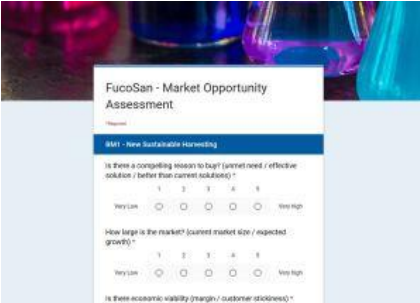 FucoSan - Market Opportunity
Assessment
*Required
BM1 - New Sustainable Harvesting
Is there a compelling reason to buy? (unmet need / effective
solution / better than current solutions) *
1 2 3 4 5
Very Low Very High
How large is the market? (current market size / expected
growth) *
1 2 3 4 5
Very Low Very High
Is there economic viability (margin / customer stickiness) *